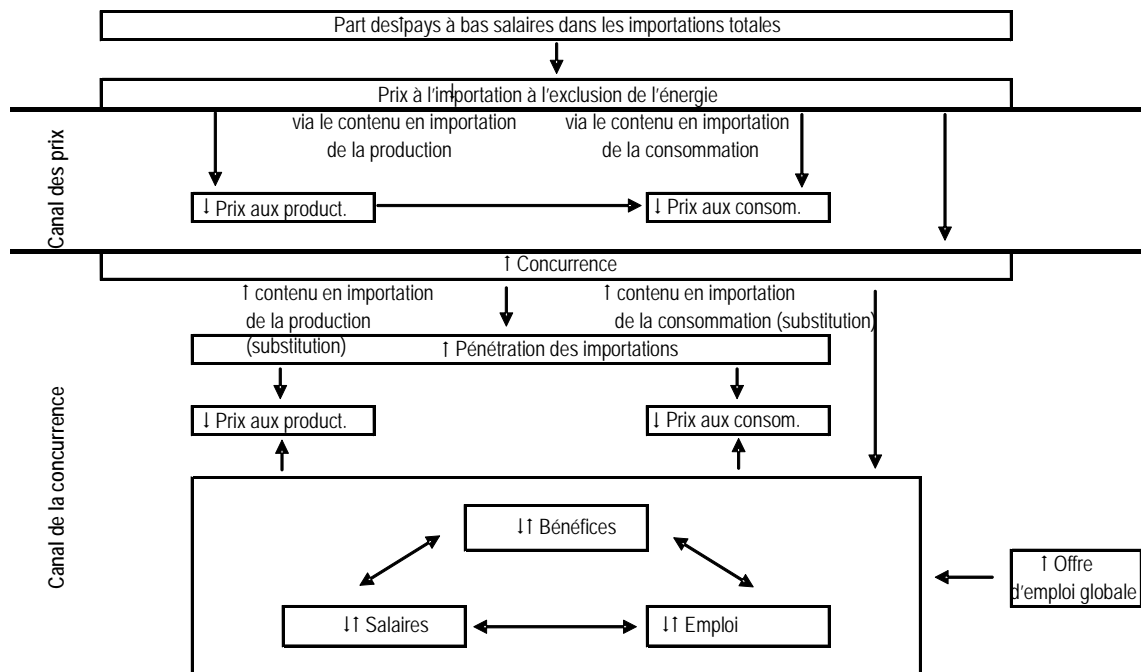 Part des↑pays à bas salaires dans les importations totales
Prix à l'importation à l'exclusion de l'énergie
Canal des prix
via le contenu en importation
de la production
via le contenu en importation
de la consommation
↓ Prix aux product.
↓ Prix aux consom.
↑ Concurrence
Canal de la concurrence
↑ contenu en importation
de la production
(substitution)
↑ contenu en importation
de la consommation (substitution)
↑ Pénétration des importations
↓ Prix aux product.
↓ Prix aux consom.
↓↑ Bénéfices
↓↑ Salaires
↓↑ Emploi
↑ Offre
d'emploi globale